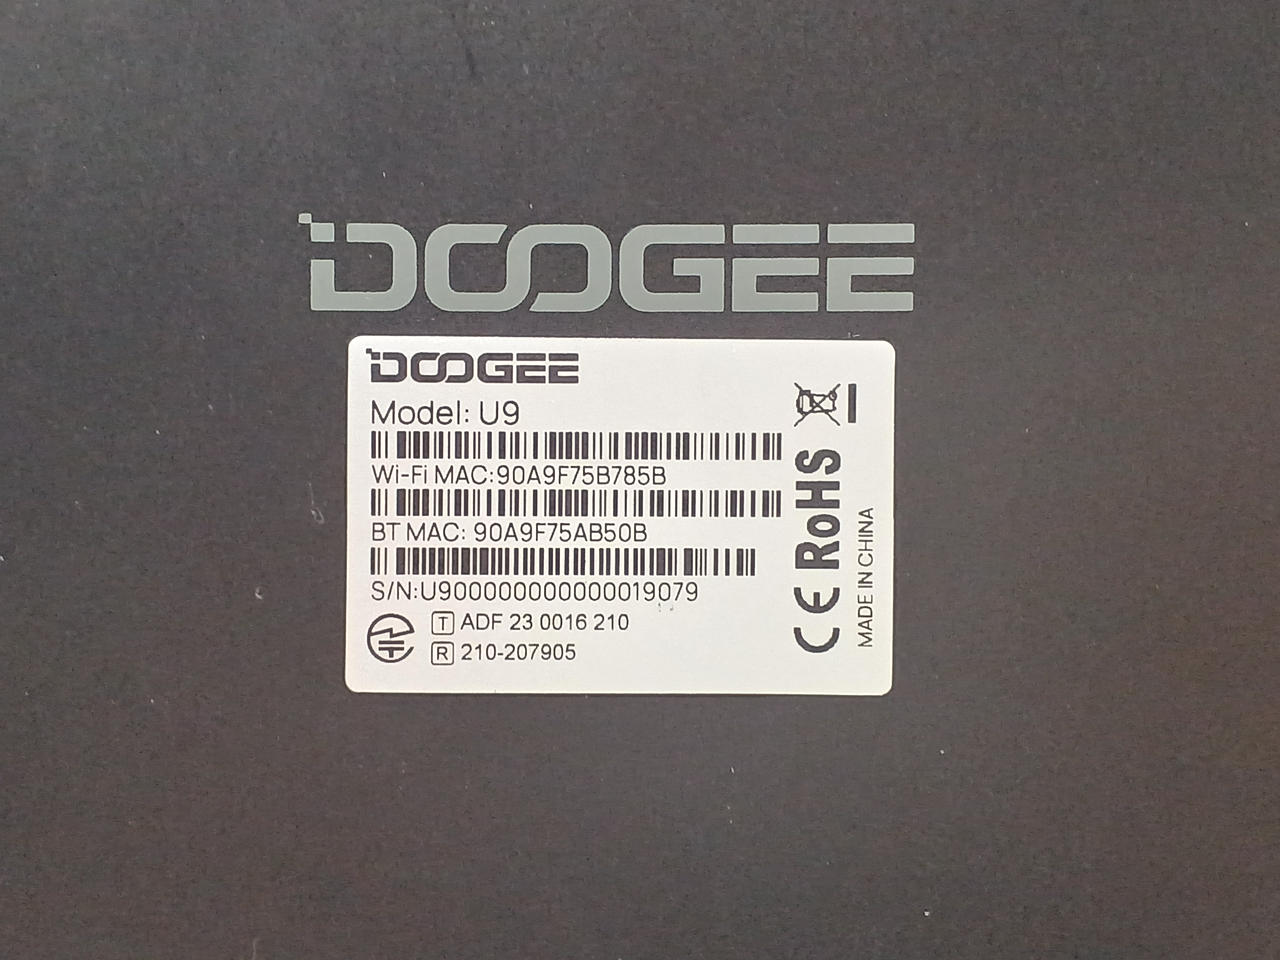 DOOGEE
DOOGEE
Model: U9
Wi-Fi MAC:90A9F75B785B
BT MAC: 90A9F75AB50B
S/N:U9000000000000019079
T ADF 23 0016 210
R 210-207905
CE RoHS
MADE IN CHINA